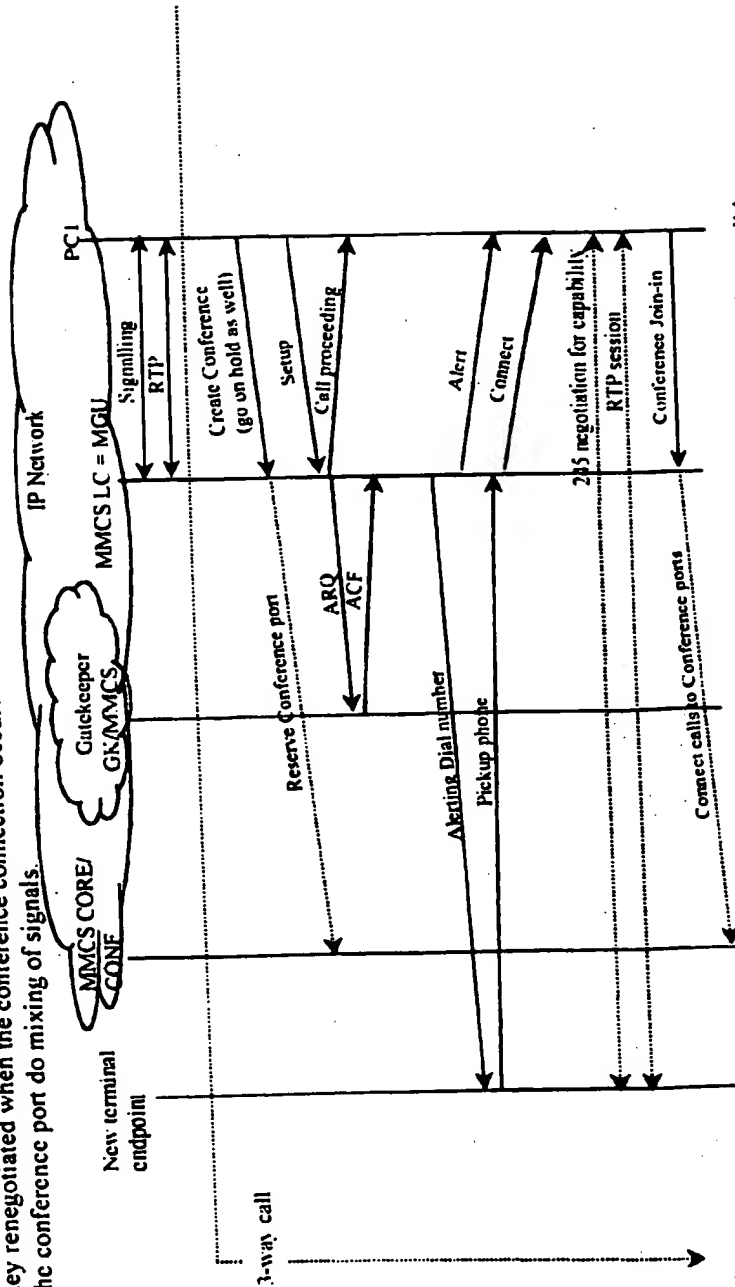 ey renegotiated when the conference connection occur.
he conference port do mixing of signals.
IP Network
PC1
MMCS LC = MGU
Gatekeeper
GK/MMCS
MMCS CORE/
CONF
New terminal
endpoint
3-way call
Signalling
RTP
Create Conference
(go on hold as well)
Reserve Conference port
Setup
Call proceeding
ARQ
ACF
Alerting Dial number
Alert
Pickup phone
Connect
245 negotiation for capability
RTP session
Conference Join-in
Connect calls to Conference ports